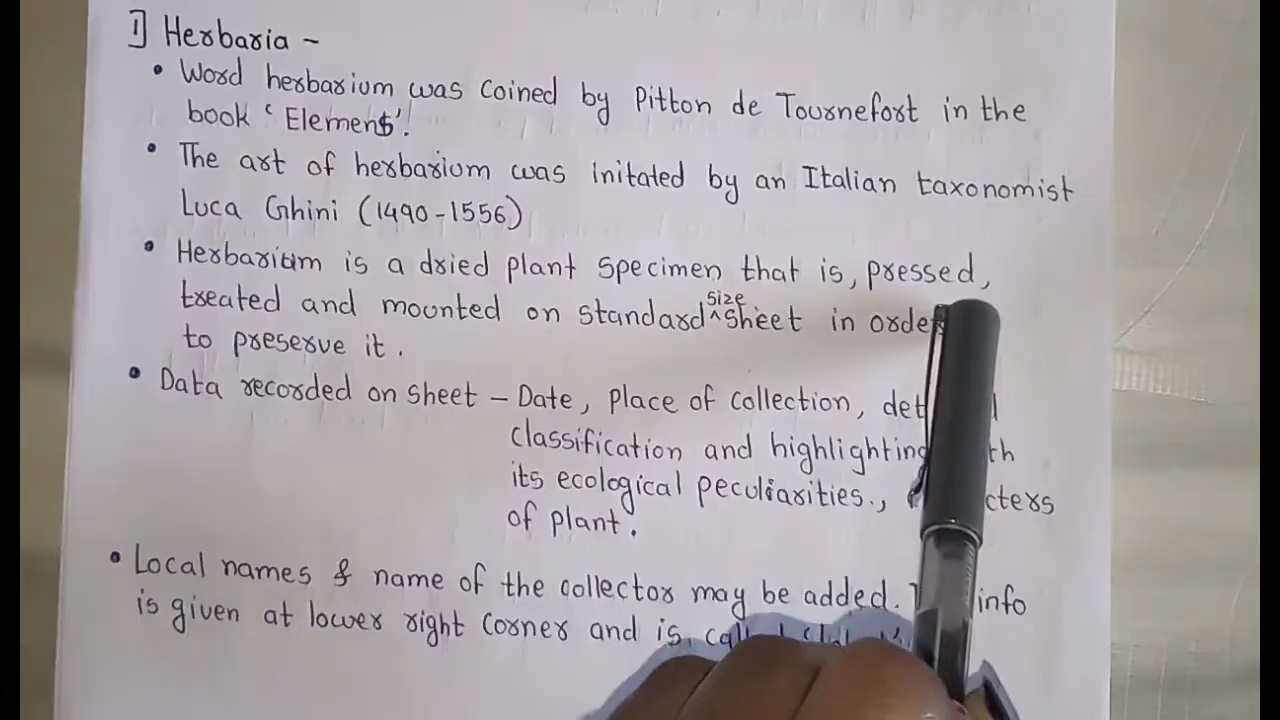 1] Herbaria -
• Word herbarium was coined by Pitton de Tournefort in the
book 'Elements'.
• The art of herbarium was initated by an Italian taxonomist
Luca Ghini (1490-1556)
• Herbarium is a dried plant specimen that is, pressed,
treated and mounted on standard size sheet in
to preserve it.
• Data recorded on sheet - Date, place of collection,
classification and highlighting
its ecological peculiarities.,
of plant.
• Local names & name of the collector may be added. info
is given at lower right corner and is